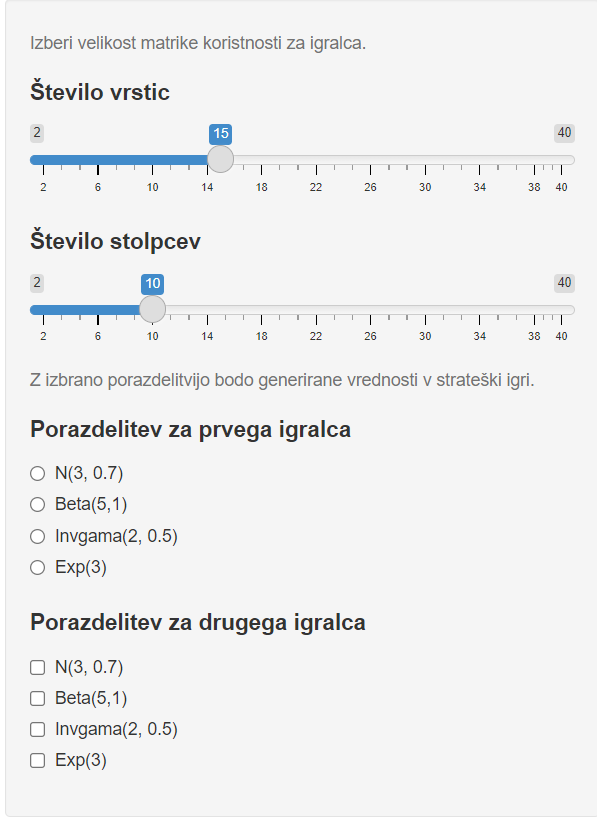 Izberi velikost matrike koristnosti za igralca.
Število vrstic
2 15 40
2 6 10 14 18 22 26 30 34 38 40
Število stolpcev
2 10 40
2 6 10 14 18 22 26 30 34 38 40
Z izbrano porazdelitvijo bodo generirane vrednosti v strateški igri.
Porazdelitev za prvega igralca
N(3, 0.7)
Beta(5,1)
Invgama(2, 0.5)
Exp(3)
Porazdelitev za drugega igralca
N(3, 0.7)
Beta(5,1)
Invgama(2, 0.5)
Exp(3)